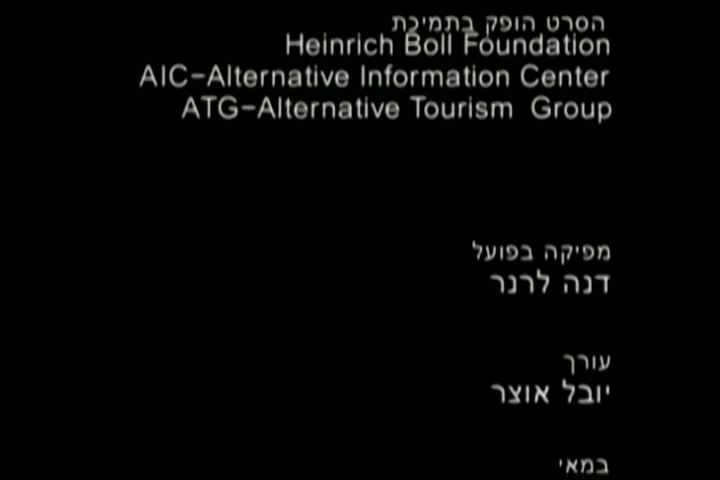 הסרט הופק בתמיכת
Heinrich Boll Foundation
AIC-Alternative Information Center
ATG-Alternative Tourism Group
מפיקה בפועל
דנה לרנר
עורך
יובל אוצר
במאי